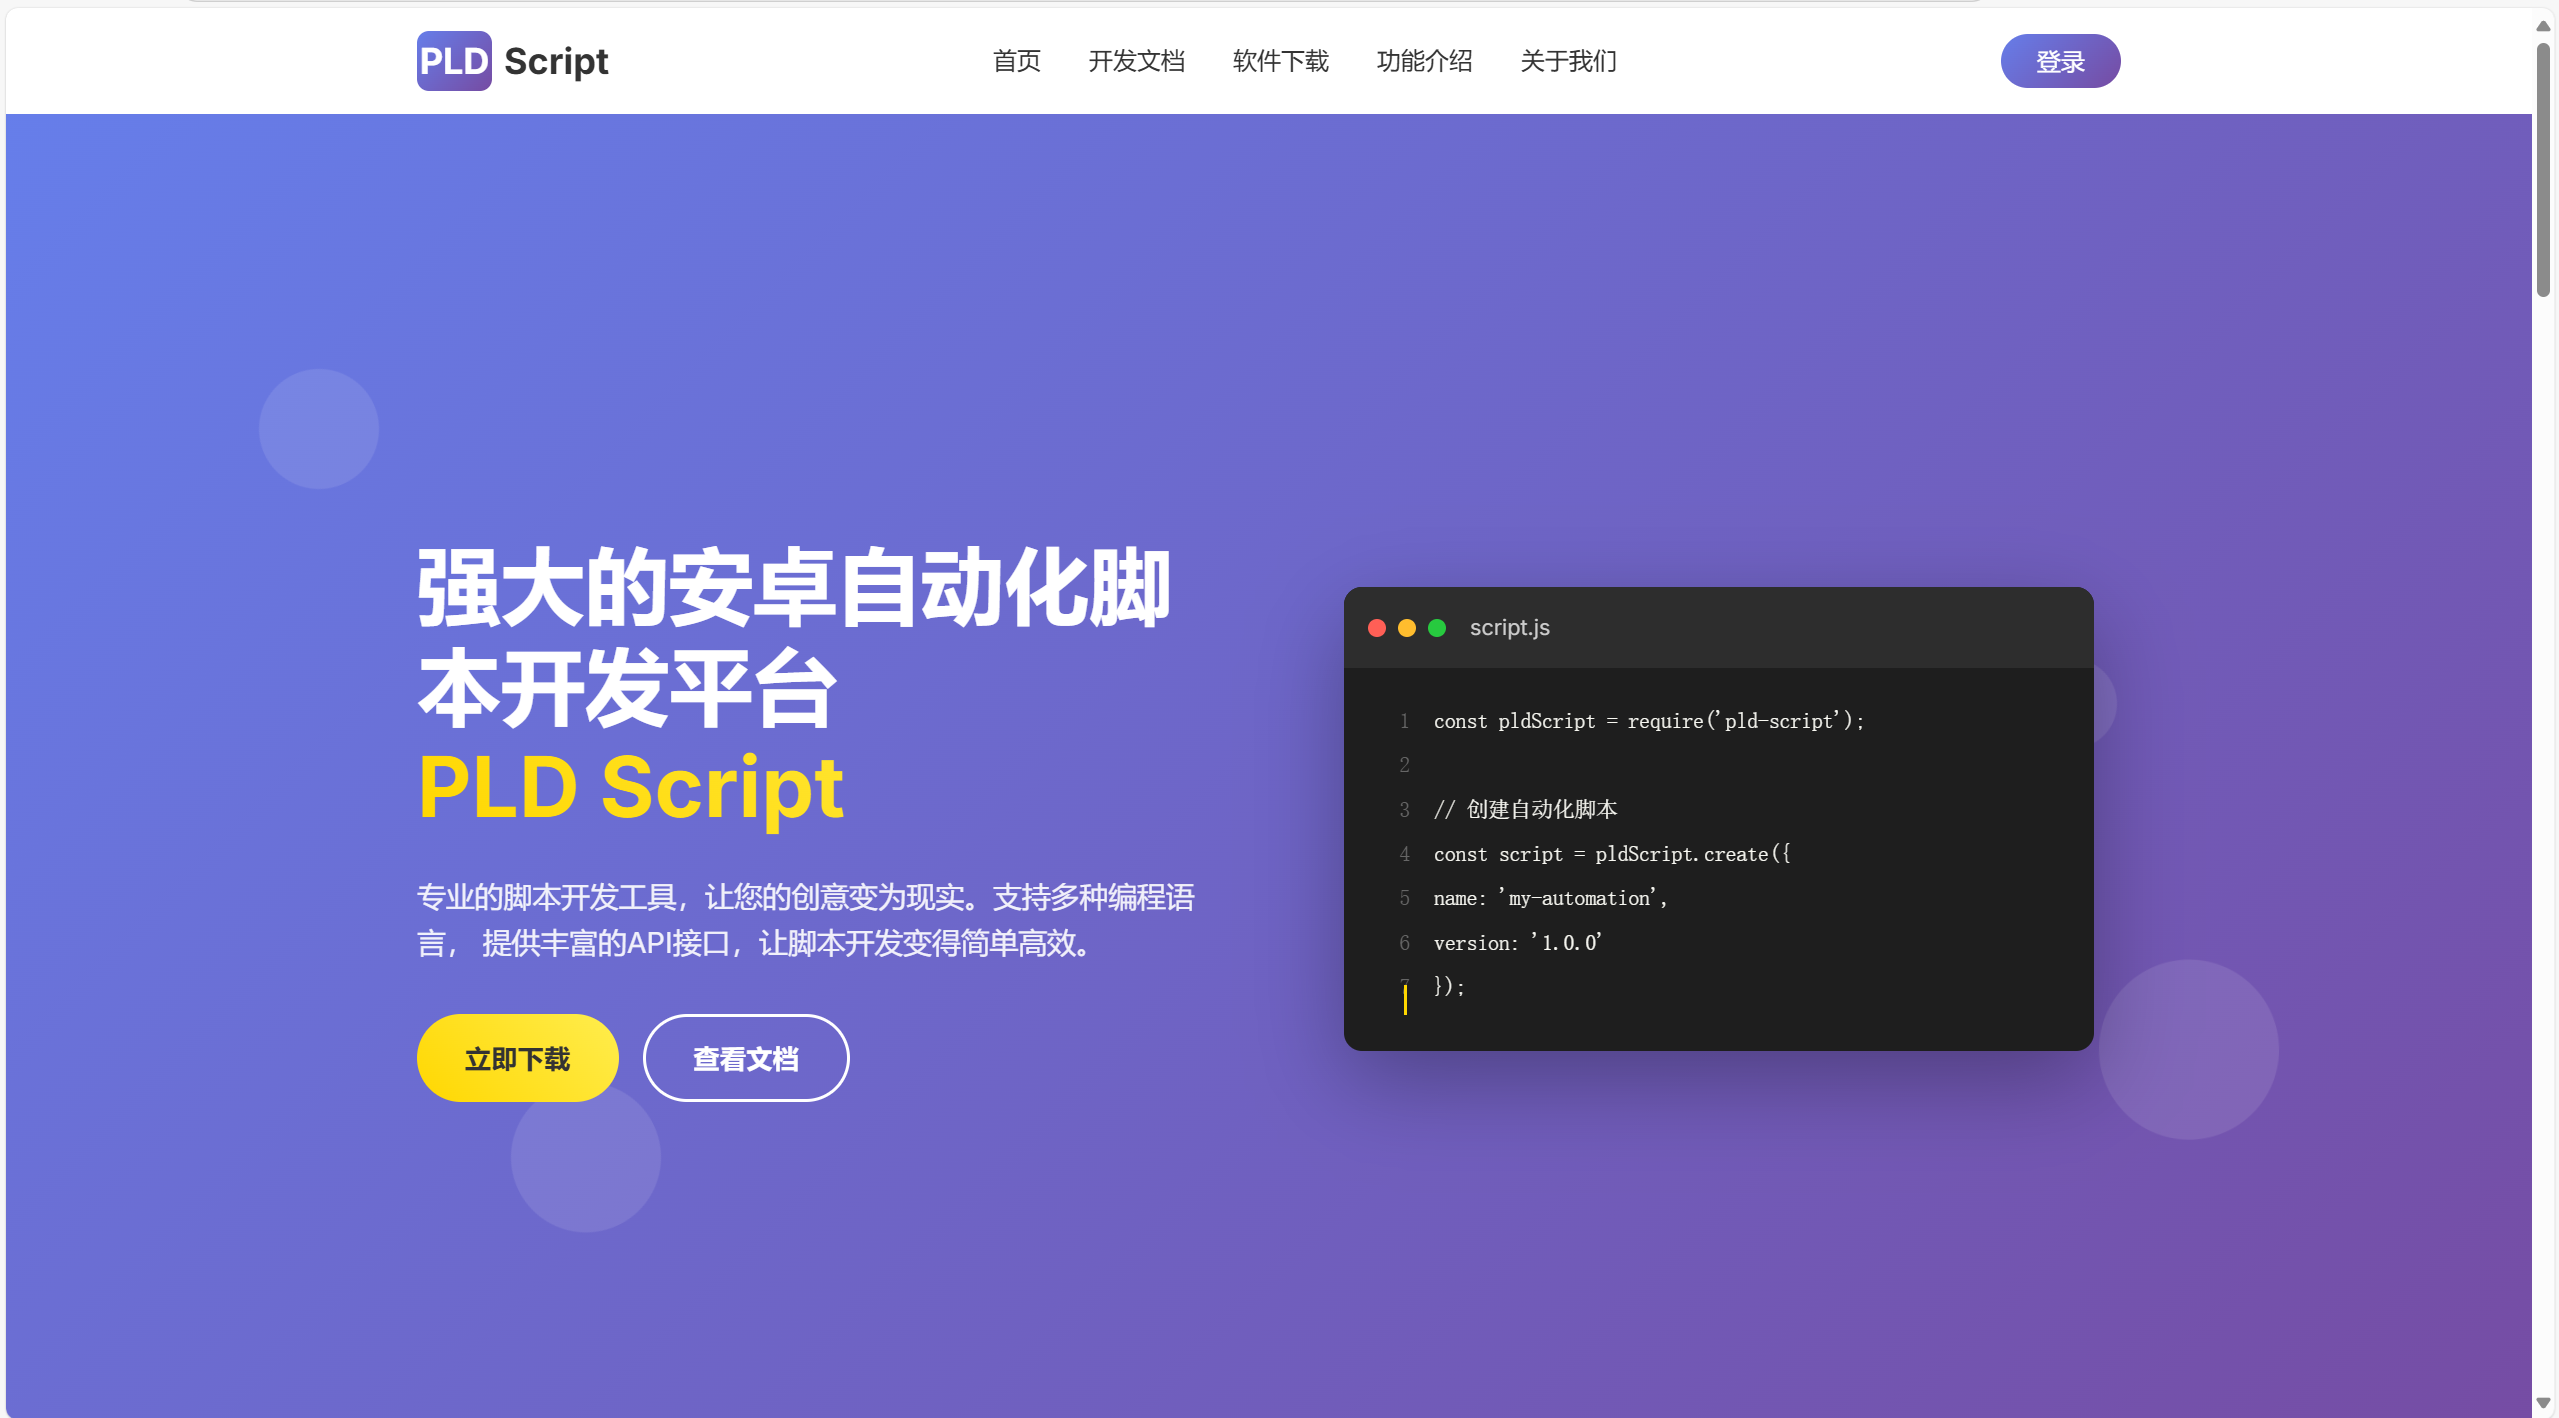 PLD Script
首页 开发文档 软件下载 功能介绍 关于我们
登录
强大的安卓自动化脚
本开发平台
PLD Script
专业的脚本开发工具，让您的创意变为现实。支持多种编程语
言， 提供丰富的API接口，让脚本开发变得简单高效。
立即下载
查看文档
script.js
1 const pldScript = require('pld-script');
2
3 // 创建自动化脚本
4 const script = pldScript.create({
5 name: 'my-automation',
6 version: '1.0.0'
7 });